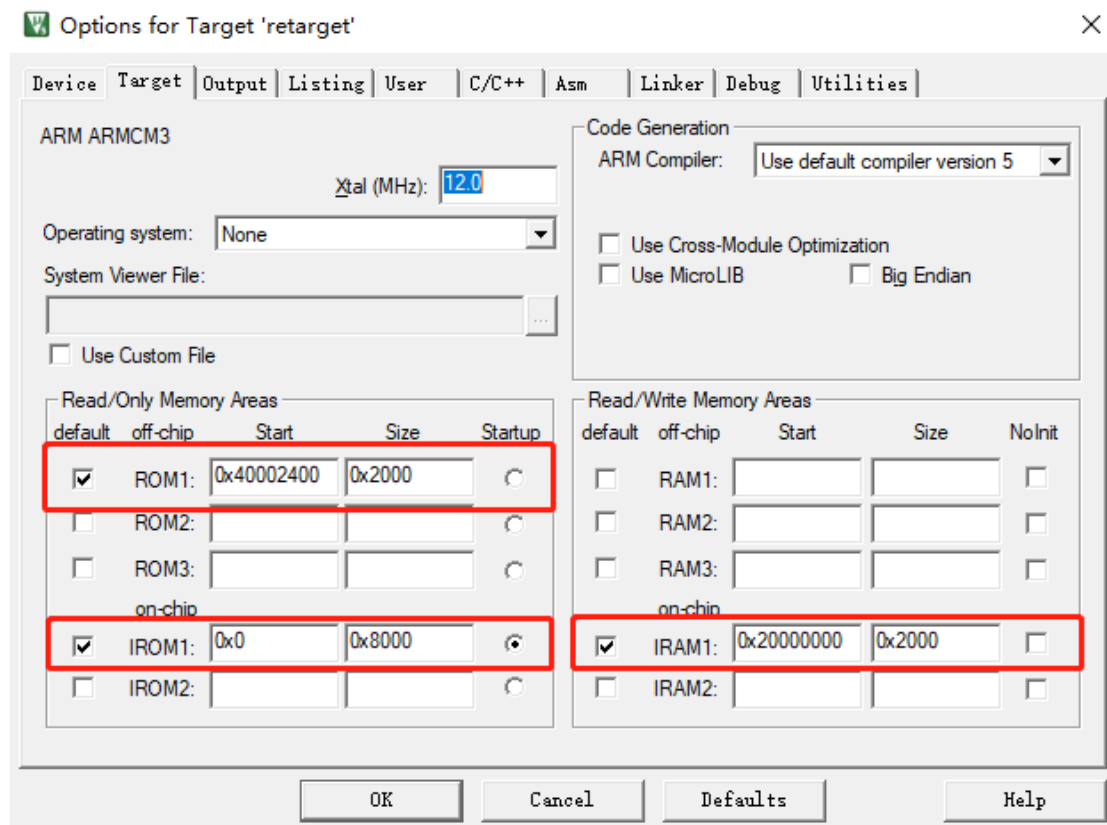 Options for Target 'retarget'
Device Target Output Listing User C/C++ Asm Linker Debug Utilities
ARM ARMCM3
Xtal (MHz): 12.0
Operating system: None
System Viewer File:
...
Use Custom File
Code Generation
ARM Compiler: Use default compiler version 5
Use Cross-Module Optimization
Use MicroLIB Big Endian
Read/Only Memory Areas
default off-chip Start Size Startup
ROM1: 0x40002400 0x2000
ROM2:
ROM3:
on-chip
IROM1: 0x0 0x8000
IROM2:
Read/Write Memory Areas
default off-chip Start Size NoInit
RAM1:
RAM2:
RAM3:
on-chip
IRAM1: 0x20000000 0x2000
IRAM2:
OK Cancel Defaults Help